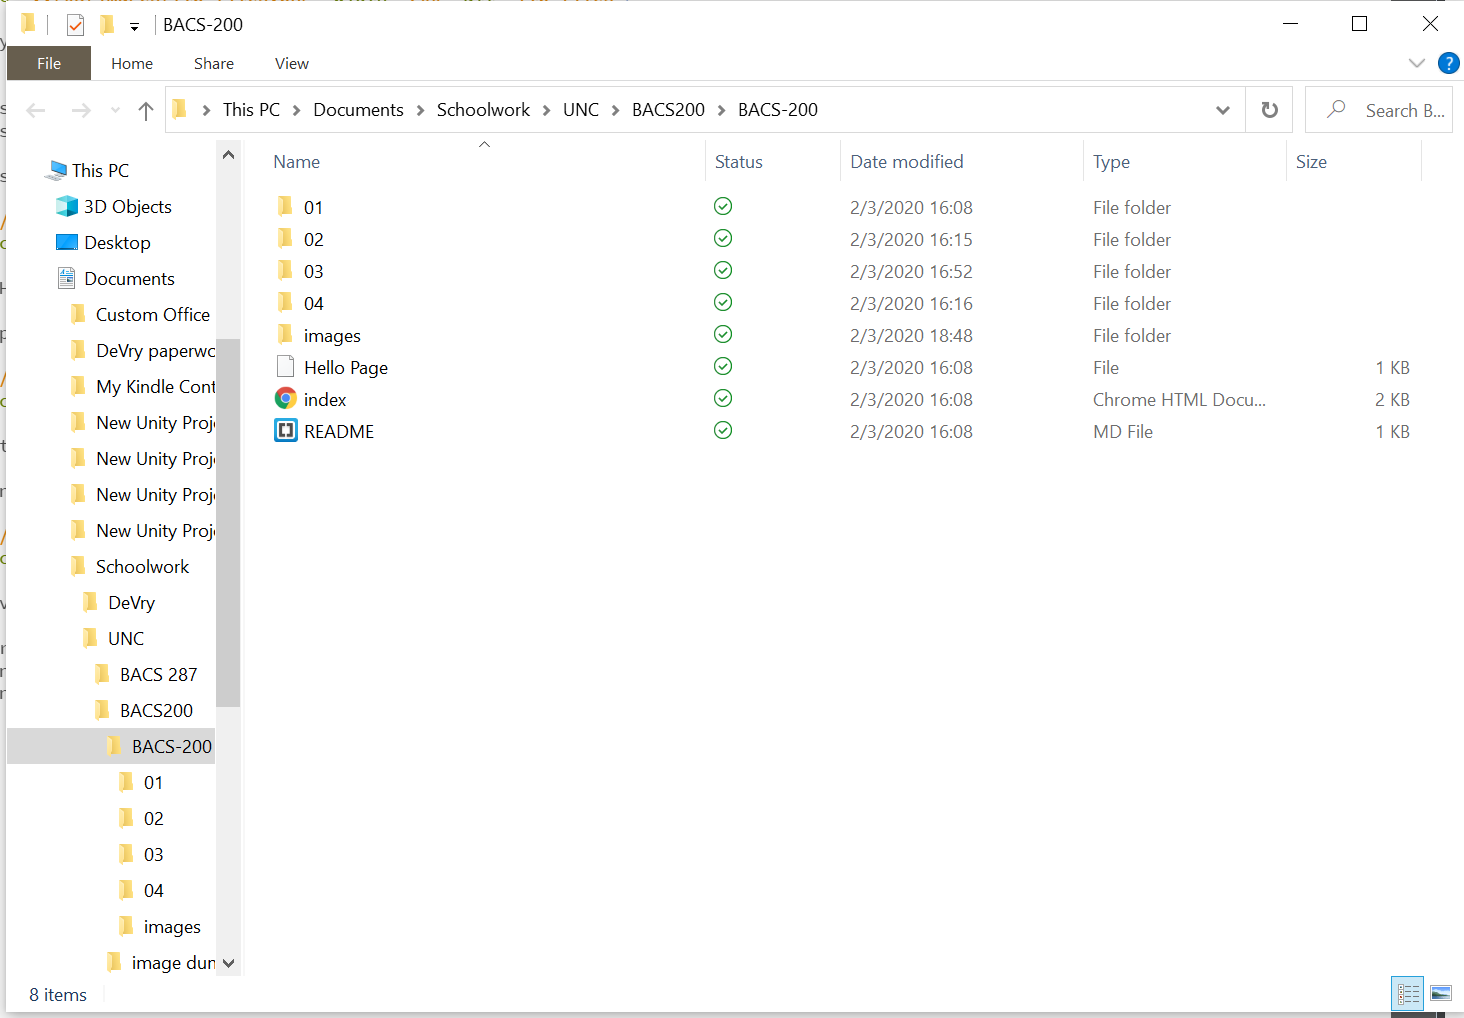 BACS-200
File Home Share View
This PC Documents Schoolwork UNC BACS200 BACS-200 Search B...
Name Status Date modified Type Size
01 2/3/2020 16:08 File folder
02 2/3/2020 16:15 File folder
03 2/3/2020 16:52 File folder
04 2/3/2020 16:16 File folder
images 2/3/2020 18:48 File folder
Hello Page 2/3/2020 16:08 File 1 KB
index 2/3/2020 16:08 Chrome HTML Docu... 2 KB
README 2/3/2020 16:08 MD File 1 KB
This PC
3D Objects
Desktop
Documents
Custom Office
DeVry paperwo
My Kindle Cont
New Unity Proj
New Unity Proj
New Unity Proj
New Unity Proj
Schoolwork
DeVry
UNC
BACS 287
BACS200
BACS-200
01
02
03
04
images
image dum
8 items